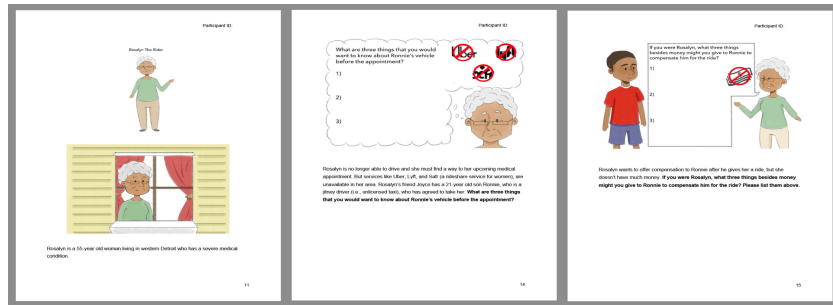 Participant ID:
Rosalyn The Rider
Rosalyn is a 55 year old woman living in western Detroit who has a severe medical
condition.
11
Participant ID:
What are three things that you would
want to know about Ronnie's vehicle
before the appointment?
Uber
Lyft
1)
2)
3)
Rosalyn is no longer able to drive and she must find a way to her upcoming medical
appointment. But services like Uber, Lyft, and Safr (a rideshare service for women), are
unavailable in her area. Rosalyn's friend Joyce has a 21-year old son Ronnie, who is a
jitney driver (i.e., unlicensed taxi), who has agreed to take her. What are three things
that you would want to know about Ronnie's vehicle before the appointment?
14
Participant ID:
If you were Rosalyn, what three things
besides money might you give to Ronnie to
compensate him for the ride?
1)
2)
3)
Rosalyn wants to offer compensation to Ronnie after he gives her a ride, but she
doesn't have much money. If you were Rosalyn, what three things besides money
might you give to Ronnie to compensate him for the ride? Please list them above.
15